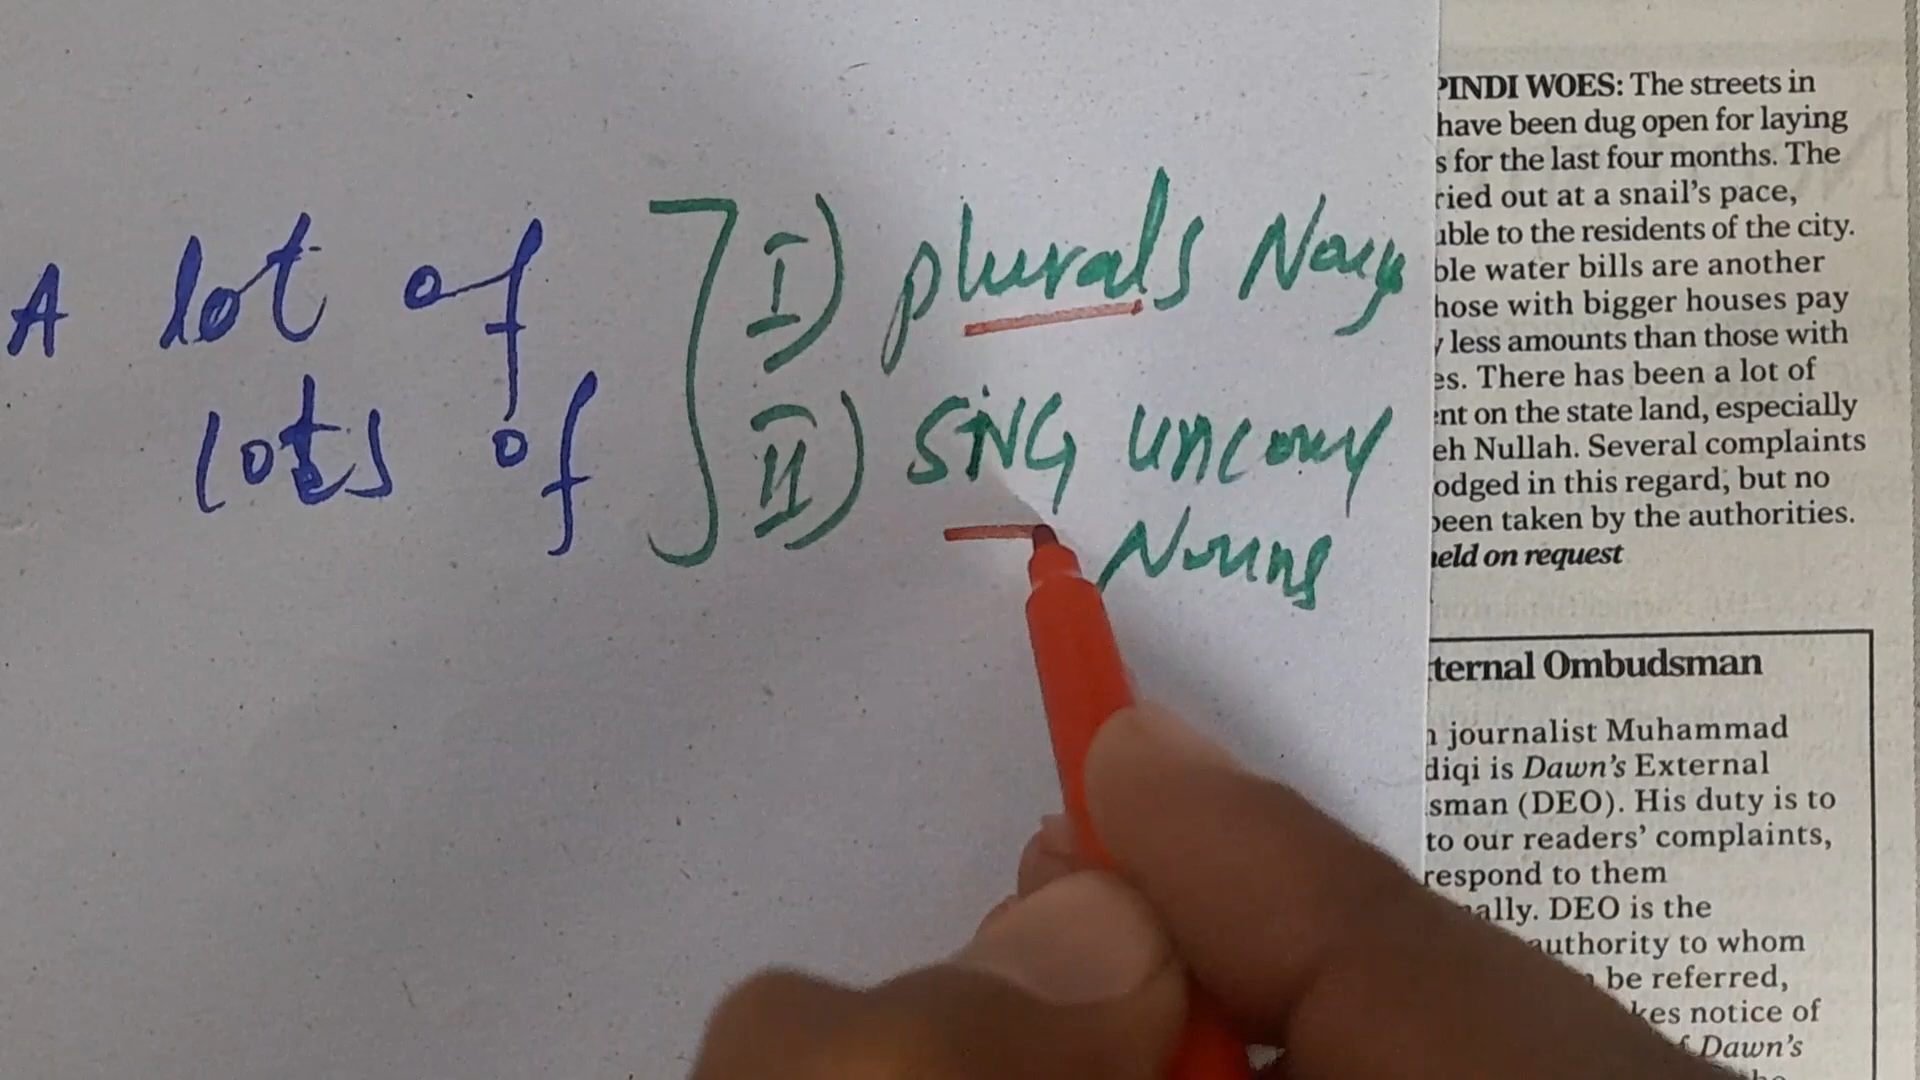 A lot of
lots of
I) plurals
II) SING uncoun
Nouns
PINDI WOES: The streets in
have been dug open for laying
s for the last four months. The
ried out at a snail's pace,
able to the residents of the city.
ble water bills are another
hose with bigger houses pay
y less amounts than those with
es. There has been a lot of
ent on the state land, especially
eh Nullah. Several complaints
odged in this regard, but no
been taken by the authorities.
held on request
ternal Ombudsman
n journalist Muhammad
diqi is Dawn's External
sman (DEO). His duty is to
to our readers' complaints,
respond to them
ally. DEO is the
authority to whom
be referred,
kes notice of
f Dawn's